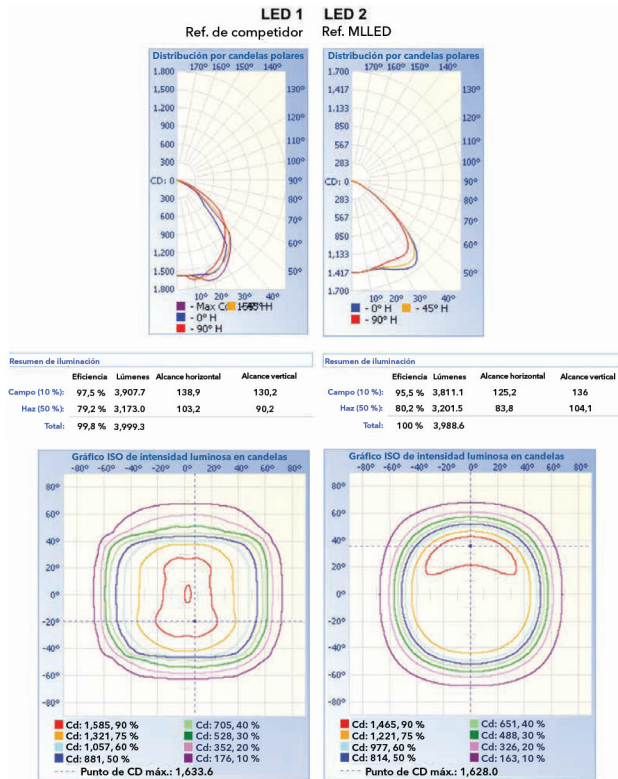 LED 1 LED 2
Ref. de competidor Ref. MLLED
Distribución por candelas polares
170º 160º 150º 140º
1.800
1,500
1.200
900
600
300
CD: 0
300
600
900
1,200
1.500
1.800
130º
120º
110º
100º
90º
80º
70º
60º
50º
10º 20º 30º 40º
- 0º H
- 90º H
Distribución por candelas polares
170º 160º 150º 140º
1.700
1,417
1.133
850
567
283
CD: 0
283
567
850
1,133
1.417
1.700
130º
120º
110º
100º
90º
80º
70º
60º
50º
10º 20º 30º 40º
- 0º H - 45º H
- 90º H
Resumen de iluminación
Eficiencia Lúmenes Alcance horizontal Alcance vertical
Campo (10 %): 97,5 % 3,907.7 138,9 130,2
Haz (50 %): 79,2 % 3,173.0 103,2 90,2
Total: 99,8 % 3,999.3
Resumen de iluminación
Eficiencia Lúmenes Alcance horizontal Alcance vertical
Campo (10 %): 95,5 % 3,811.1 125,2 136
Haz (50 %): 80,2 % 3,201.5 83,8 104,1
Total: 100 % 3,988.6
Gráfico ISO de intensidad luminosa en candelas
-80º -60º -40º -20 0º 20º 40º 60º 80º
80º
60º
40º
20º
0º
-20º
-40º
-60º
-80º
Cd: 1,585, 90 % Cd: 705, 40 %
Cd: 1,321, 75 % Cd: 528, 30 %
Cd: 1,057, 60 % Cd: 352, 20 %
Cd: 881, 50 % Cd: 176, 10 %
Punto de CD máx.: 1,633.6
Gráfico ISO de intensidad luminosa en candelas
-80º -60º -40º -20º 0º 20º 40º 60º 80º
80º
60º
40º
20º
0º
-20º
-40º
-60º
-80º
Cd: 1,465, 90 % Cd: 651, 40 %
Cd: 1,221, 75 % Cd: 488, 30 %
Cd: 977, 60 % Cd: 326, 20 %
Cd: 814, 50 % Cd: 163, 10 %
Punto de CD máx.: 1,628.0